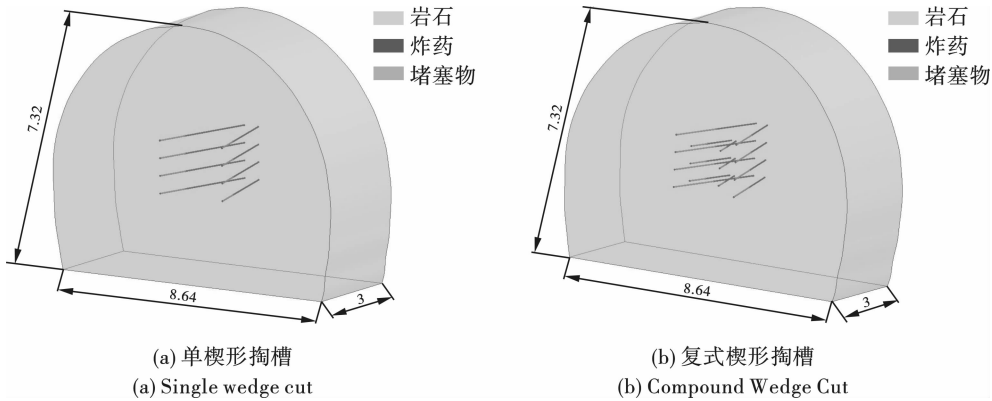 岩石
炸药
堵塞物
7.32
8.64
3
(a) 单楔形掏槽
(a) Single wedge cut
岩石
炸药
堵塞物
7.32
8.64
3
(b) 复式楔形掏槽
(b) Compound Wedge Cut